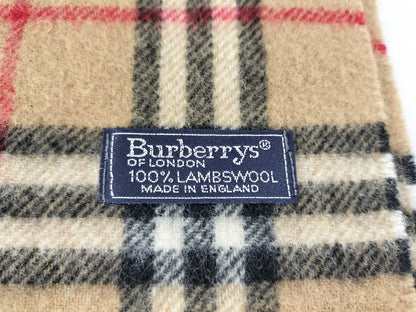 Burberrys®
OF LONDON
100% LAMBSWOOL
MADE IN ENGLAND